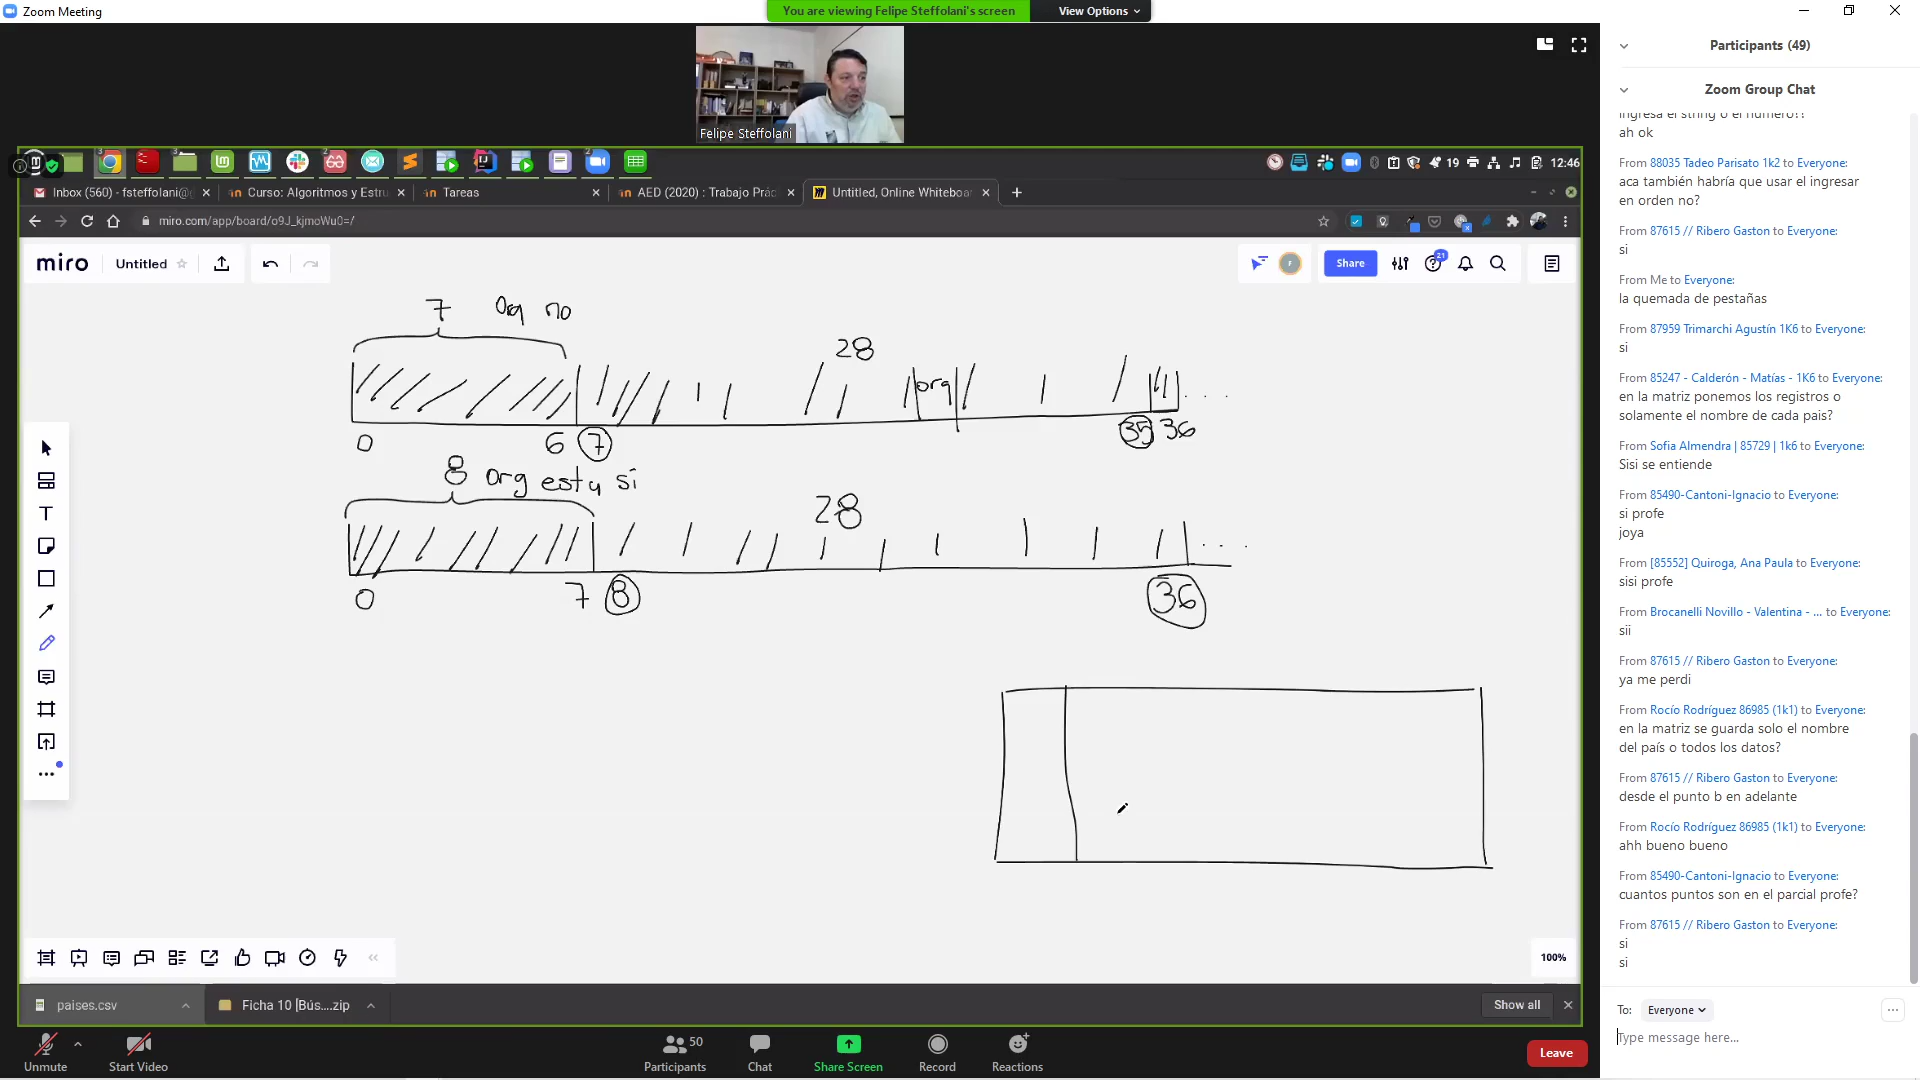 Zoom Meeting
You are viewing Felipe Steffolani's screen
View Options
Felipe Steffolani
19
12:46
Inbox (560) - fsteffolani@
Curso: Algoritmos y Estru
Tareas
AED (2020) : Trabajo Prác
Untitled, Online Whiteboar
miro.com/app/board/o9J_kjmoWu0=/
miro
Untitled
Share
21
7 Org no
28
org
0 6 7 35 36
8 org esty si
28
0 7 8 36
100%
paises.csv
Ficha 10 [Bús....zip
Show all
Unmute
Start Video
Participants
50
Chat
Share Screen
Record
Reactions
Leave
Participants (49)
Zoom Group Chat
ingresa el string o el numero??
ah ok
From 88035 Tadeo Parisato 1k2 to Everyone:
aca también habría que usar el ingresar
en orden no?
From 87615 // Ribero Gaston to Everyone:
si
From Me to Everyone:
la quemada de pestañas
From 87959 Trimarchi Agustín 1K6 to Everyone:
si
From 85247 - Calderón - Matías - 1K6 to Everyone:
en la matriz ponemos los registros o
solamente el nombre de cada pais?
From Sofia Almendra | 85729 | 1k6 to Everyone:
Sisi se entiende
From 85490-Cantoni-Ignacio to Everyone:
si profe
joya
From [85552] Quiroga, Ana Paula to Everyone:
sisi profe
From Brocanelli Novillo - Valentina - ... to Everyone:
sii
From 87615 // Ribero Gaston to Everyone:
ya me perdi
From Rocío Rodríguez 86985 (1k1) to Everyone:
en la matriz se guarda solo el nombre
del país o todos los datos?
From 87615 // Ribero Gaston to Everyone:
desde el punto b en adelante
From Rocío Rodríguez 86985 (1k1) to Everyone:
ahh bueno bueno
From 85490-Cantoni-Ignacio to Everyone:
cuantos puntos son en el parcial profe?
From 87615 // Ribero Gaston to Everyone:
si
si
To: Everyone
Type message here...